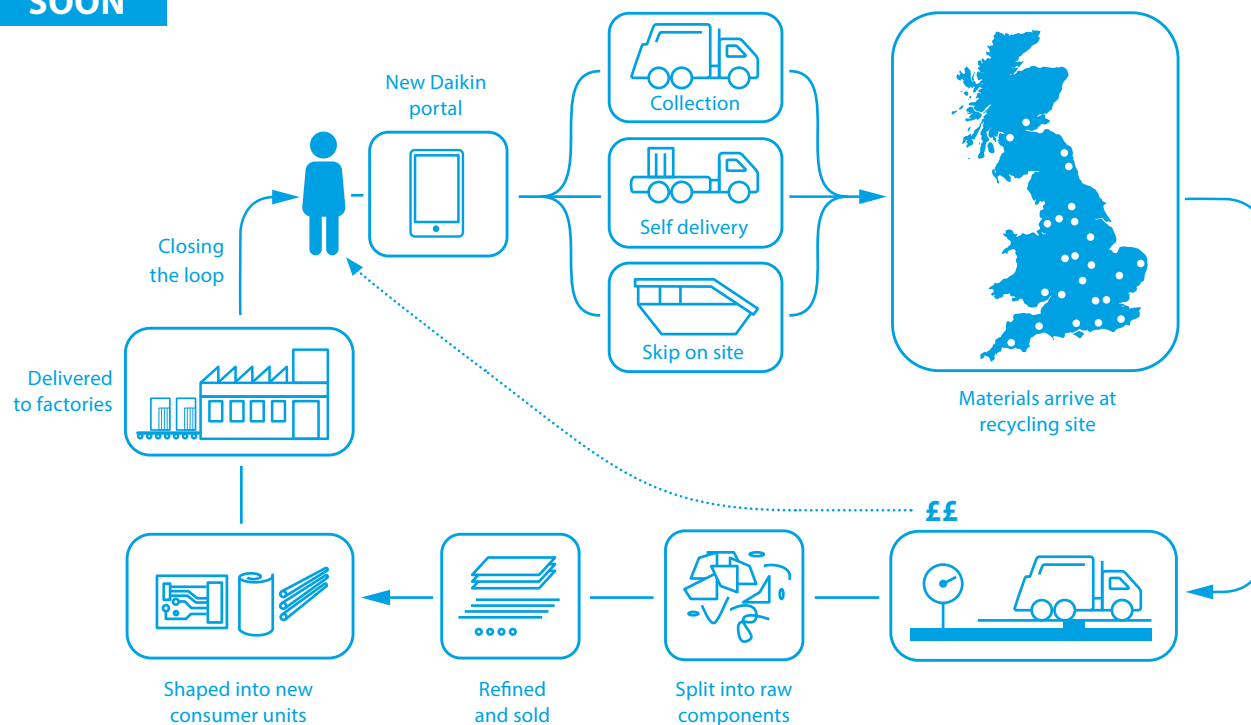 SOON
New Daikin
portal
Collection
Self delivery
Skip on site
Materials arrive at
recycling site
Closing
the loop
Delivered
to factories
££
Shaped into new
consumer units
Refined
and sold
Split into raw
components